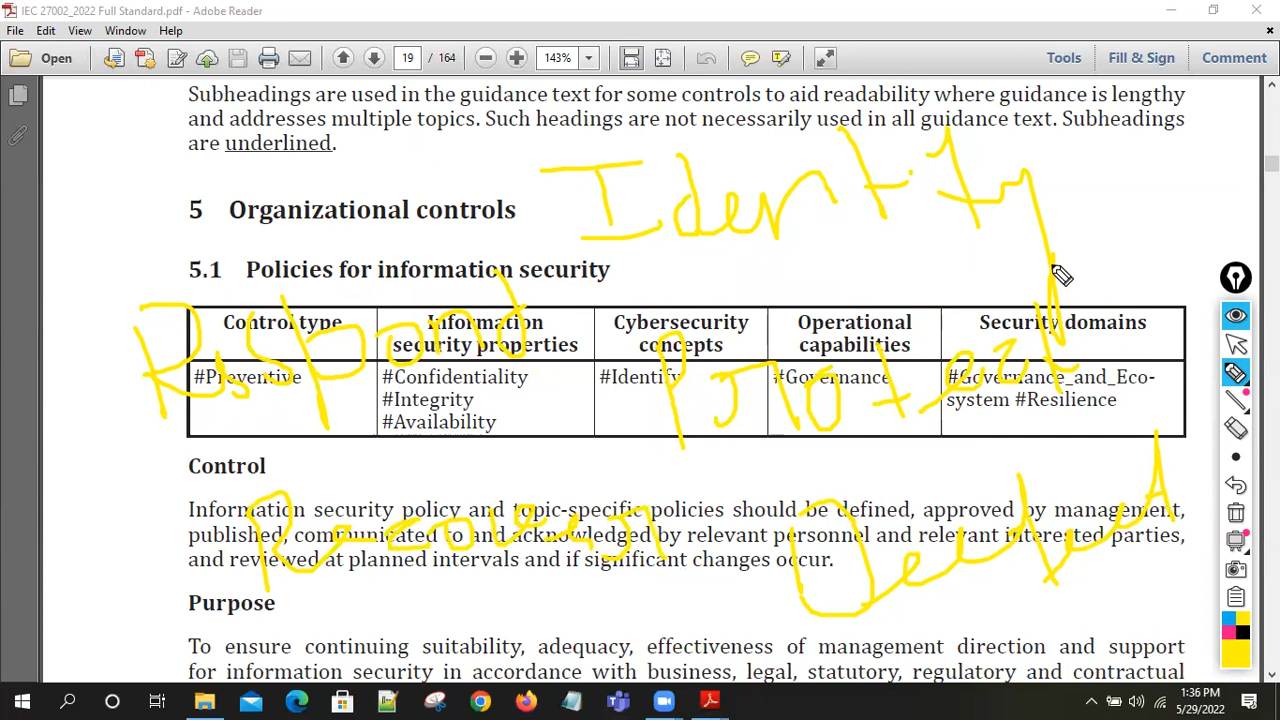 IEC 27002_2022 Full Standard.pdf - Adobe Reader
File Edit View Window Help
Open 19 / 164 143% Tools Fill & Sign Comment
Subheadings are used in the guidance text for some controls to aid readability where guidance is lengthy
and addresses multiple topics. Such headings are not necessarily used in all guidance text. Subheadings
are underlined.
Identify
5 Organizational controls
5.1 Policies for information security
Respond
Protect
Control type
Information
security properties
Cybersecurity
concepts
Operational
capabilities
Security domains
#Preventive
#Confidentiality
#Integrity
#Availability
#Identify
#Governance
#Governance_and_Eco-
system #Resilience
Control
Information security policy and topic-specific policies should be defined, approved by management,
published, communicated to and acknowledged by relevant personnel and relevant interested parties,
and reviewed at planned intervals and if significant changes occur.
Recover
Purpose
To ensure continuing suitability, adequacy, effectiveness of management direction and support
for information security in accordance with business, legal, statutory, regulatory and contractual
1:36 PM
5/29/2022